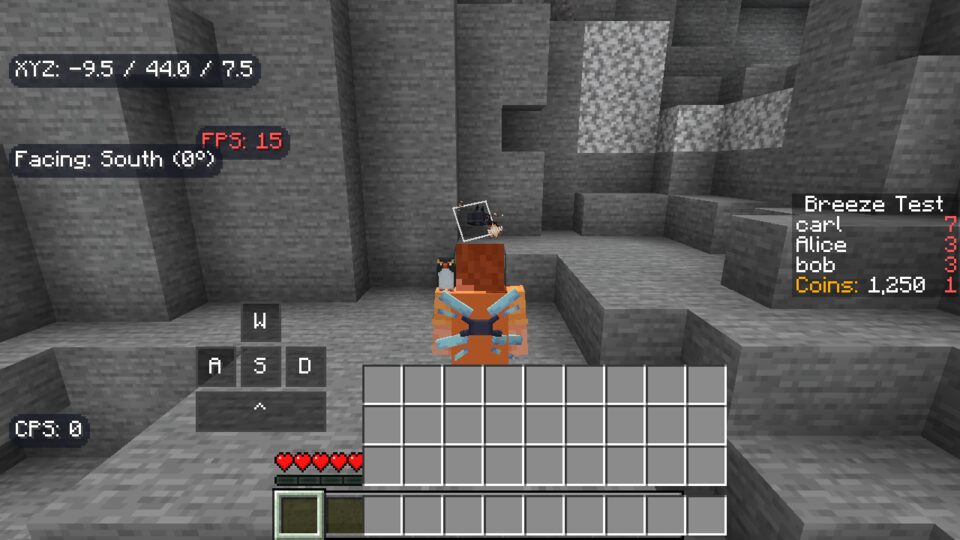 XYZ: -9.5 / 44.0 / 7.5
FPS: 15
Facing: South (0º)
Breeze Test
carl 7
Alice 3
bob 3
Coins: 1,250 1
W
A S D
^
CPS: 0